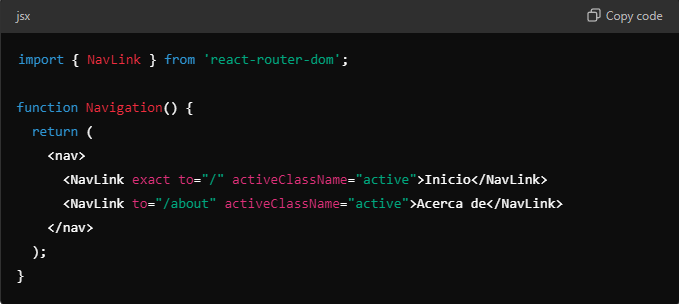 jsx
Copy code
import { NavLink } from 'react-router-dom';
function Navigation() {
return (
<nav>
<NavLink exact to="/" activeClassName="active">Inicio</NavLink>
<NavLink to="/about" activeClassName="active">Acerca de</NavLink>
</nav>
);
}